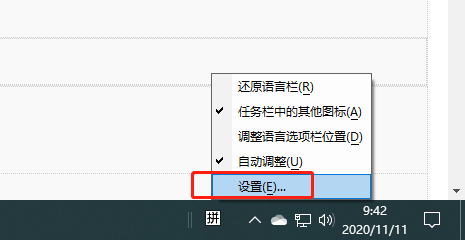 还原语言栏(R)
任务栏中的其他图标(A)
调整语言选项栏位置(D)
自动调整(U)
设置(E)...
拼
9:42
2020/11/11